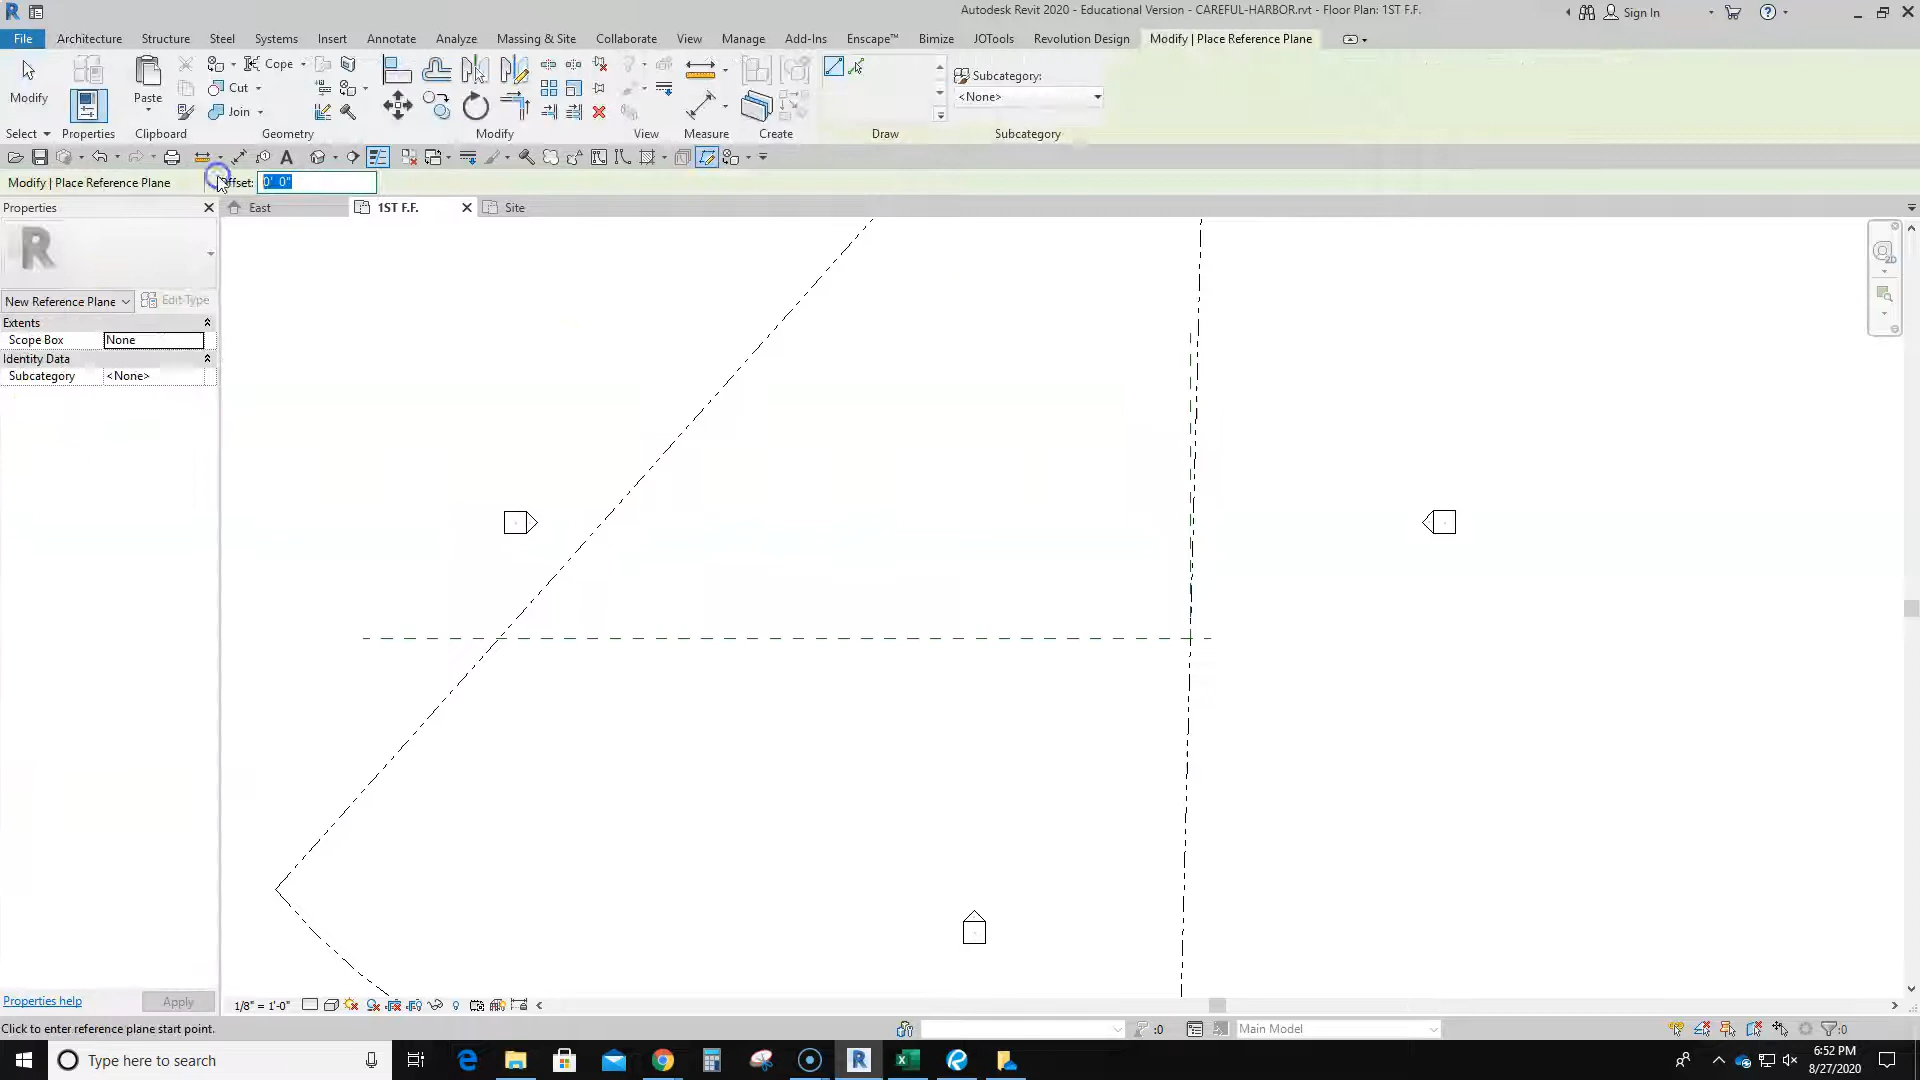 Autodesk Revit 2020 - Educational Version - CAREFUL-HARBOR.rvt - Floor Plan: 1ST F.F.
Sign In
File Architecture Structure Steel Systems Insert Annotate Analyze Massing & Site Collaborate View Manage Add-Ins Enscape™ Bimize JOTools Revolution Design Modify | Place Reference Plane
Modify
Properties
Paste
Cope
Cut
Join
Subcategory:
<None>
Select Properties Clipboard Geometry Modify View Measure Create Draw Subcategory
Modify | Place Reference Plane
0' 0"
Properties
East
1ST F.F.
Site
New Reference Plane
Edit Type
Extents
Scope Box None
Identity Data
Subcategory <None>
Properties help
Apply
1/8" = 1'-0"
Click to enter reference plane start point.
:0
Main Model
:0
Type here to search
6:52 PM
8/27/2020